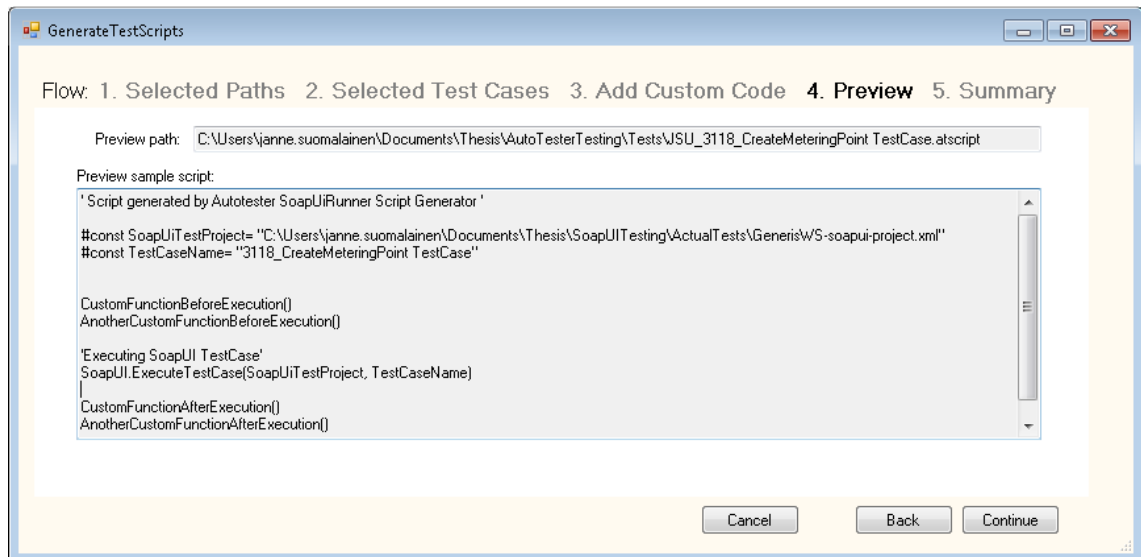 GenerateTestScripts
Flow: 1. Selected Paths 2. Selected Test Cases 3. Add Custom Code 4. Preview 5. Summary
Preview path: C:\Users\janne.suomalainen\Documents\Thesis\AutoTesterTesting\Tests\JSU_3118_CreateMeteringPoint TestCase.atscript
Preview sample script:
' Script generated by Autotester SoapUiRunner Script Generator '
#const SoapUiTestProject= "C:\Users\janne.suomalainen\Documents\Thesis\SoapUITesting\ActualTests\GenerisWS-soapui-project.xml"
#const TestCaseName= "3118_CreateMeteringPoint TestCase"
CustomFunctionBeforeExecution()
AnotherCustomFunctionBeforeExecution()
'Executing SoapUI TestCase'
SoapUI.ExecuteTestCase(SoapUiTestProject, TestCaseName)
CustomFunctionAfterExecution()
AnotherCustomFunctionAfterExecution()
Cancel Back Continue